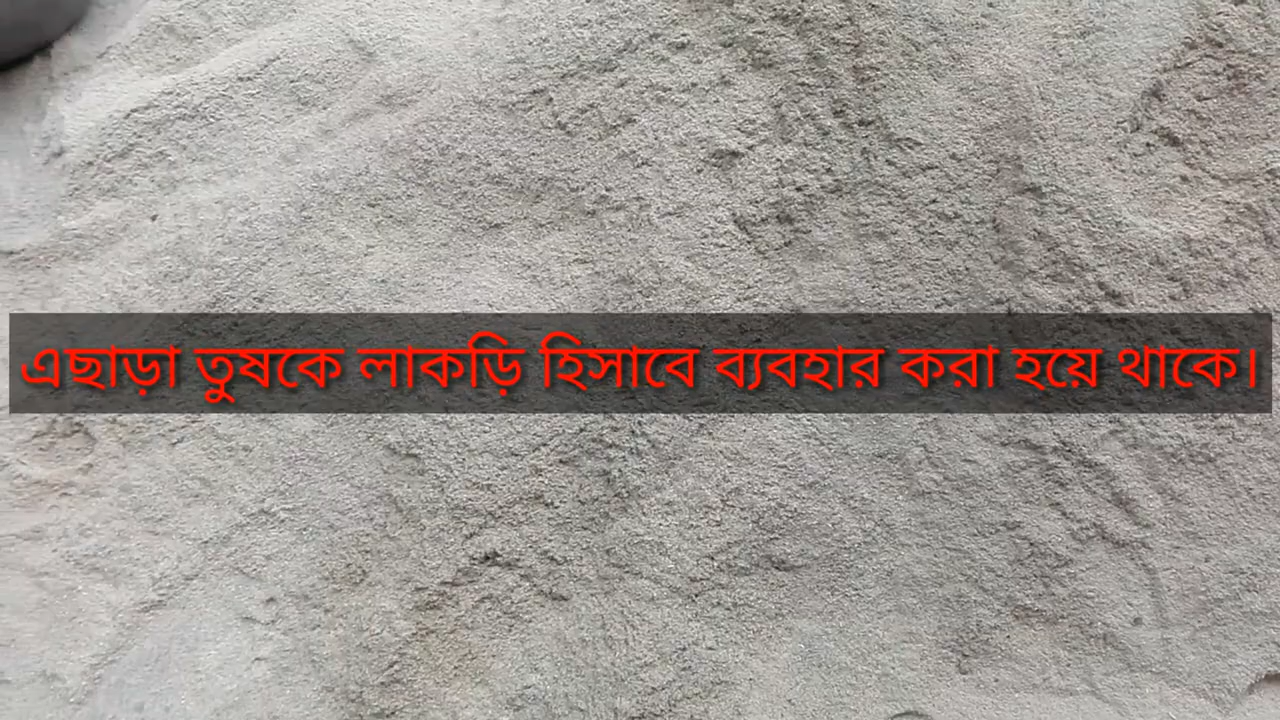 এছাড়া তুষকে লাকড়ি হিসাবে ব্যবহার করা হয়ে থাকে।